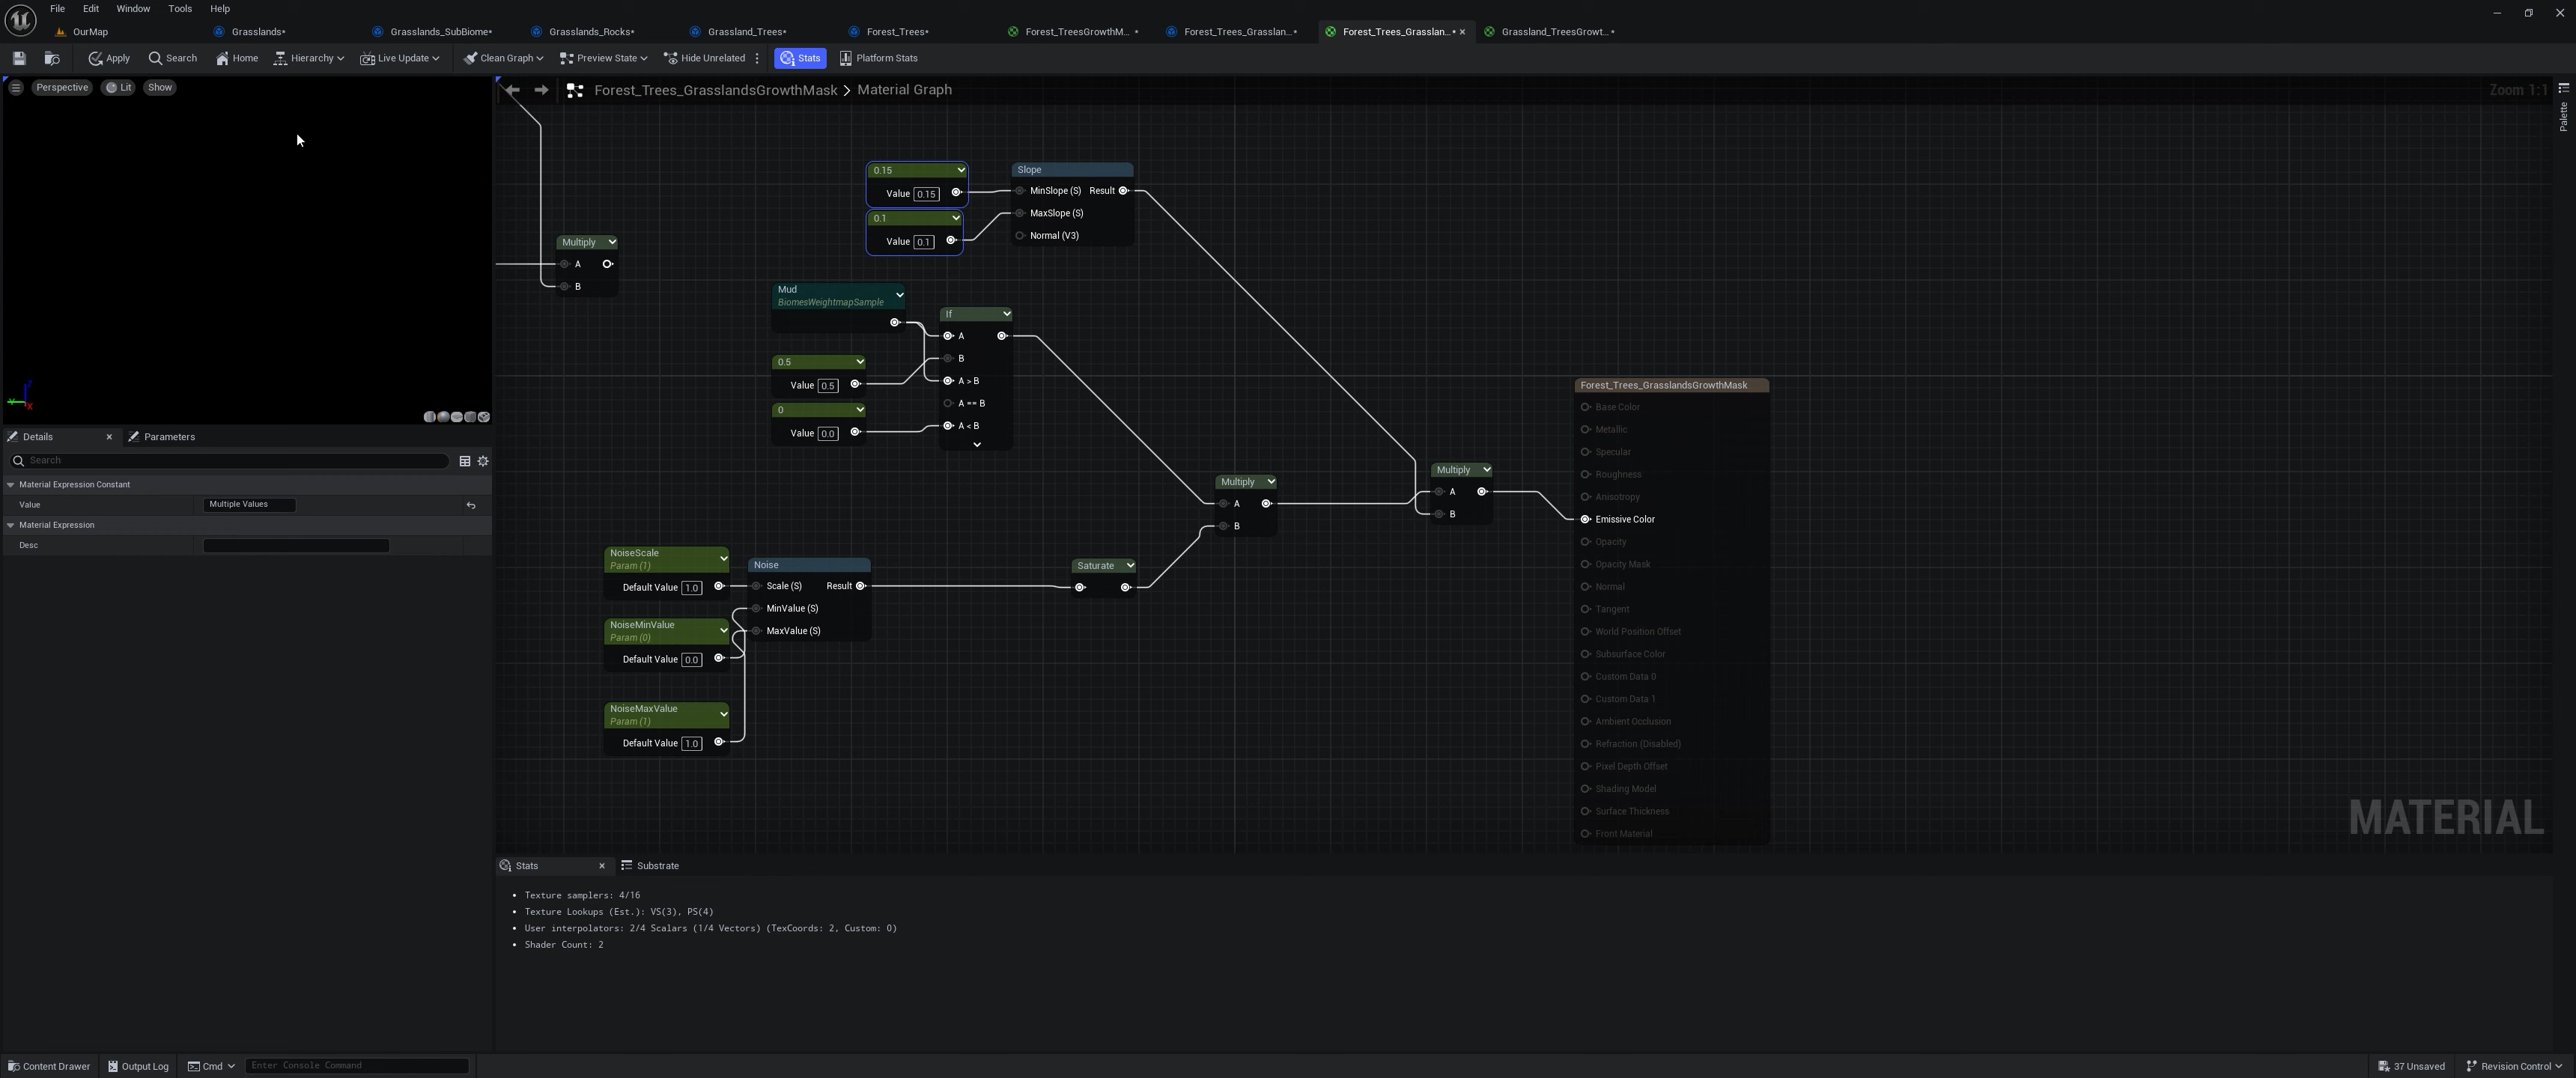 File Edit Window Tools Help
OurMap Grasslands* Grasslands_SubBiome* Grasslands_Rocks* Grassland_Trees* Forest_Trees* Forest_TreesGrowthM... * Forest_Trees_Grasslan... * Forest_Trees_Grasslan... * Grassland_TreesGrowt... *
Apply Search Home Hierarchy Live Update Clean Graph Preview State Hide Unrelated Stats Platform Stats
Perspective Lit Show
Forest_Trees_GrasslandsGrowthMask > Material Graph
Zoom 1:1
Palette
0.15
Value 0.15
0.1
Value 0.1
Slope
MinSlope (S) Result
MaxSlope (S)
Normal (V3)
Multiply
A
B
Mud
BiomesWeightmapSample
0.5
Value 0.5
0
Value 0.0
If
A
B
A > B
A == B
A < B
Multiply
A
B
Multiply
A
B
NoiseScale
Param (1)
Default Value 1.0
NoiseMinValue
Param (0)
Default Value 0.0
NoiseMaxValue
Param (1)
Default Value 1.0
Noise
Scale (S) Result
MinValue (S)
MaxValue (S)
Saturate
Forest_Trees_GrasslandsGrowthMask
Base Color
Metallic
Specular
Roughness
Anisotropy
Emissive Color
Opacity
Opacity Mask
Normal
Tangent
World Position Offset
Subsurface Color
Custom Data 0
Custom Data 1
Ambient Occlusion
Refraction (Disabled)
Pixel Depth Offset
Shading Model
Surface Thickness
Front Material
MATERIAL
Details Parameters
Search
Material Expression Constant
Value Multiple Values
Material Expression
Desc
Stats Substrate
Texture samplers: 4/16
Texture Lookups (Est.): VS(3), PS(4)
User interpolators: 2/4 Scalars (1/4 Vectors) (TexCoords: 2, Custom: 0)
Shader Count: 2
Content Drawer Output Log Cmd Enter Console Command 37 Unsaved Revision Control